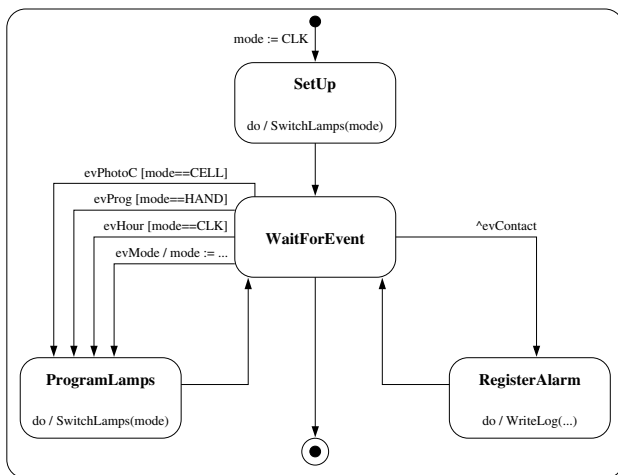 mode := CLK
SetUp
do / SwitchLamps(mode)
evPhotoC [mode==CELL]
evProg [mode==HAND]
evHour [mode==CLK]
evMode / mode := ...
WaitForEvent
^evContact
ProgramLamps
do / SwitchLamps(mode)
RegisterAlarm
do / WriteLog(...)